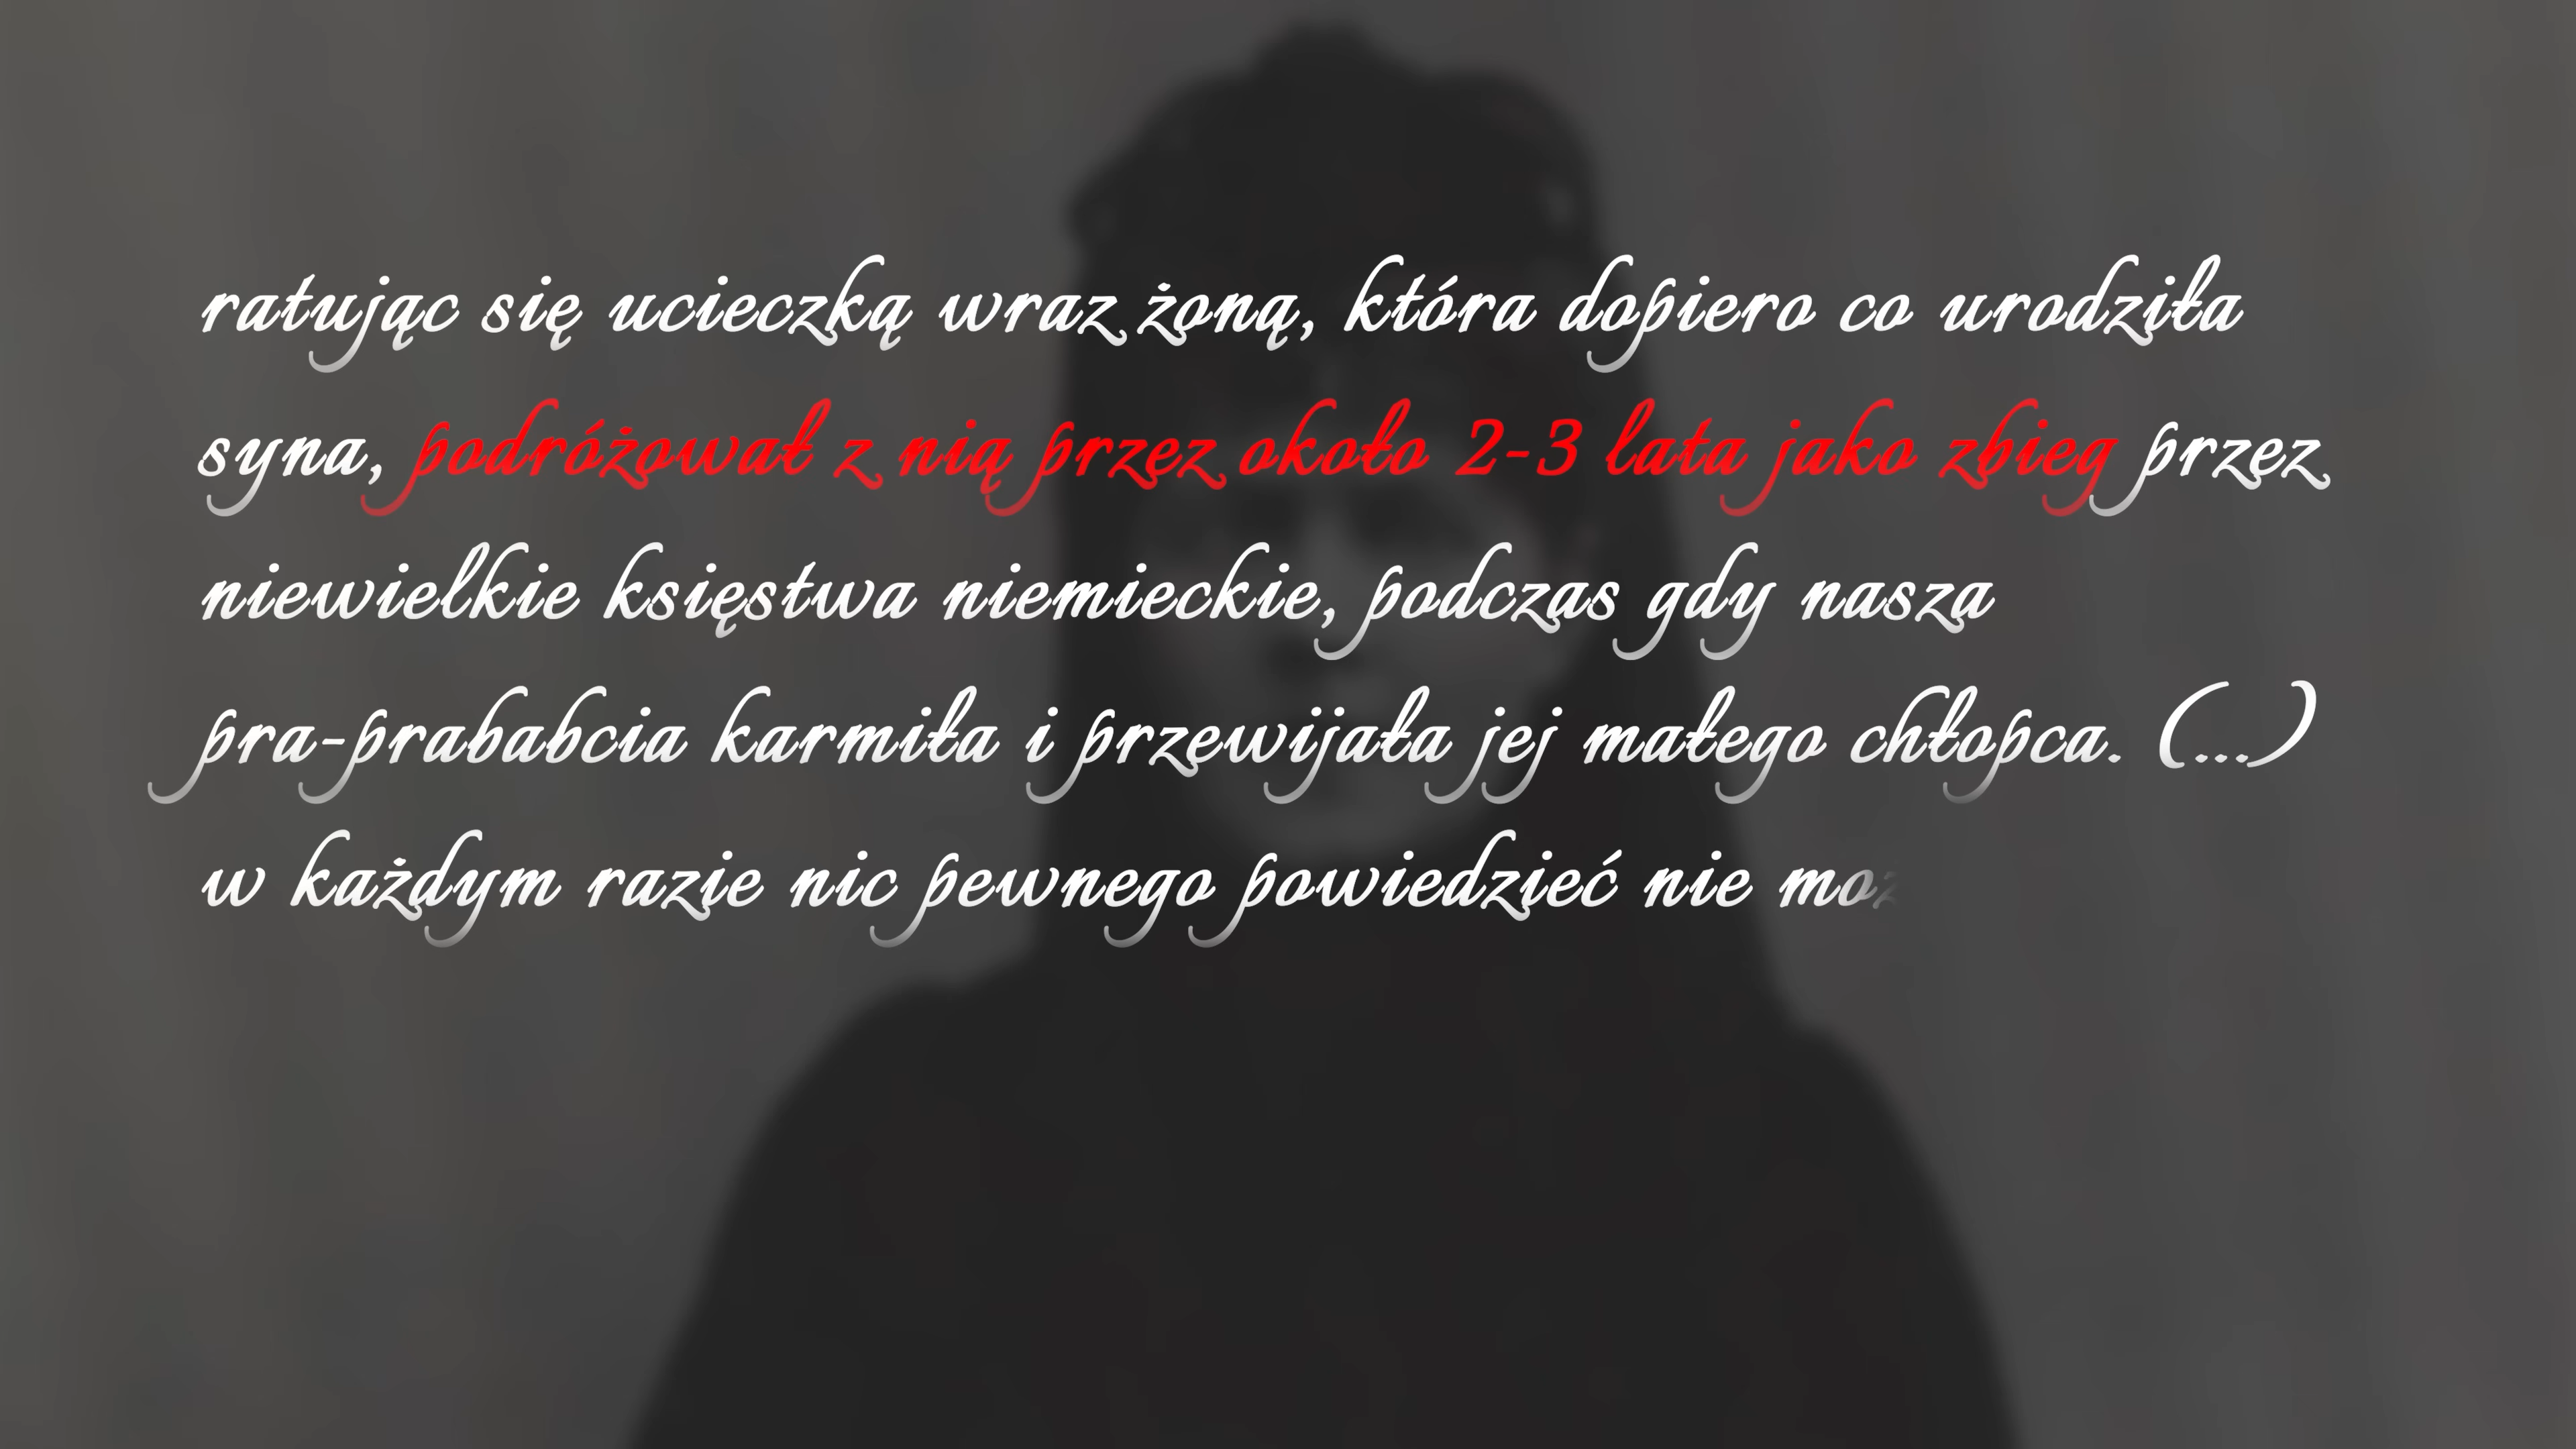 ratując się ucieczką wraz żoną, która dopiero co urodziła
syna, podróżował z nią przez około 2-3 lata jako zbieg przez
niewielkie księstwa niemieckie, podczas gdy nasza
pra-prababcia karmiła i przewijała jej małego chłopca. (...)
w każdym razie nic pewnego powiedzieć nie